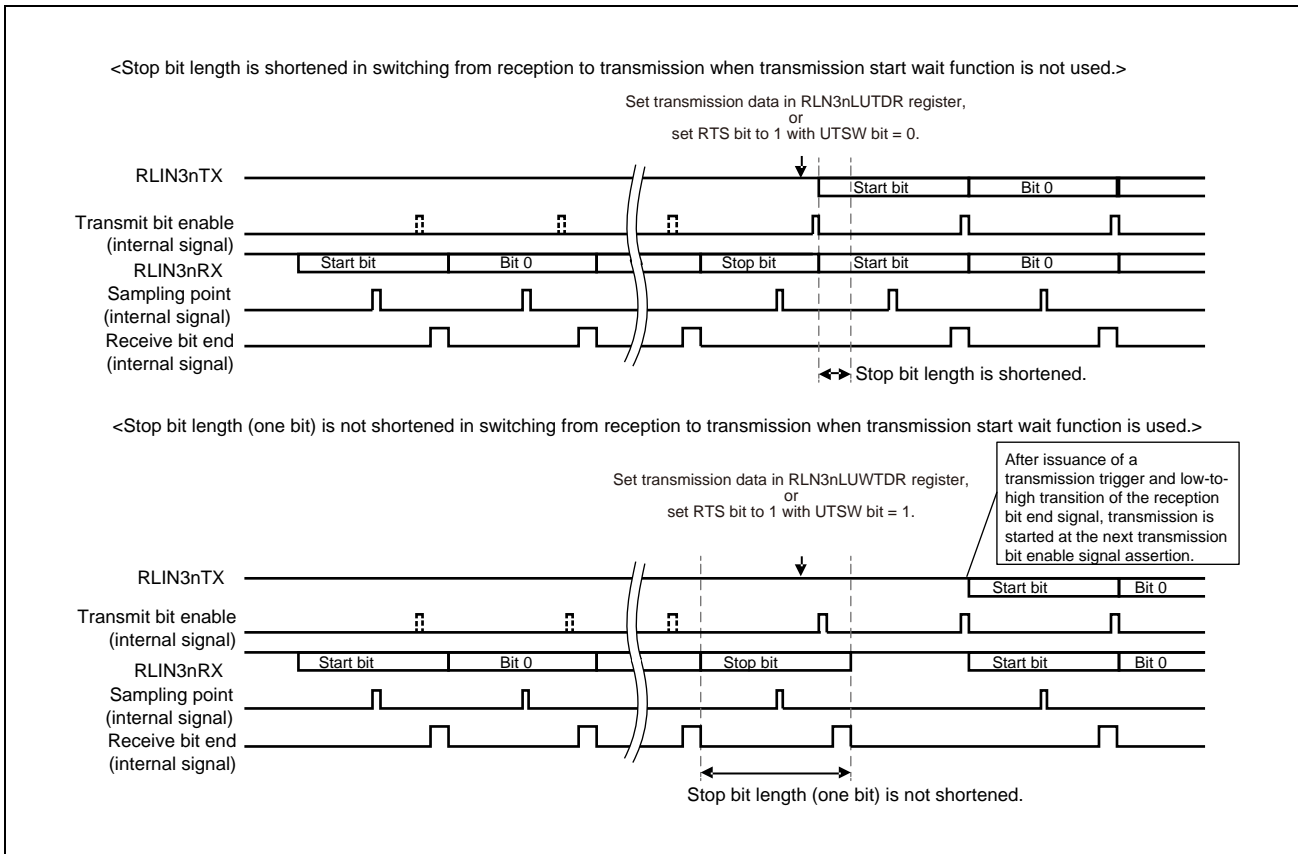 <Stop bit length is shortened in switching from reception to transmission when transmission start wait function is not used.>
Set transmission data in RLN3nLUTDR register,
or
set RTS bit to 1 with UTSW bit = 0.
RLIN3nTX
Start bit
Bit 0
Transmit bit enable
(internal signal)
RLIN3nRX
Start bit
Bit 0
Stop bit
Start bit
Bit 0
Sampling point
(internal signal)
Receive bit end
(internal signal)
Stop bit length is shortened.
<Stop bit length (one bit) is not shortened in switching from reception to transmission when transmission start wait function is used.>
Set transmission data in RLN3nLUWTDR register,
or
set RTS bit to 1 with UTSW bit = 1.
After issuance of a
transmission trigger and low-to-
high transition of the reception
bit end signal, transmission is
started at the next transmission
bit enable signal assertion.
RLIN3nTX
Start bit
Bit 0
Transmit bit enable
(internal signal)
RLIN3nRX
Start bit
Bit 0
Stop bit
Start bit
Bit 0
Sampling point
(internal signal)
Receive bit end
(internal signal)
Stop bit length (one bit) is not shortened.